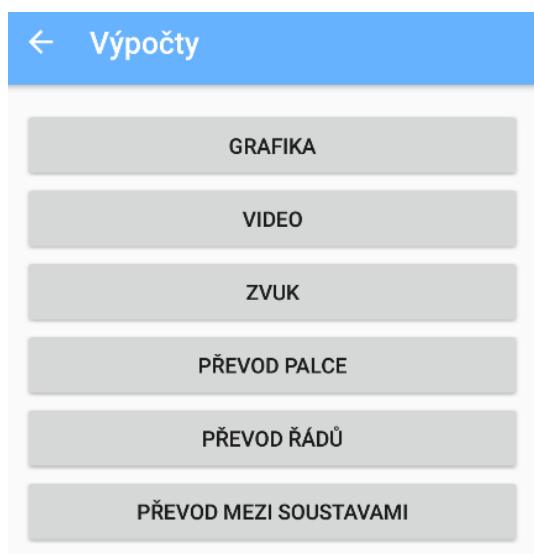 Výpočty
GRAFIKA
VIDEO
ZVUK
PŘEVOD PALCE
PŘEVOD ŘÁDŮ
PŘEVOD MEZI SOUSTAVAMI